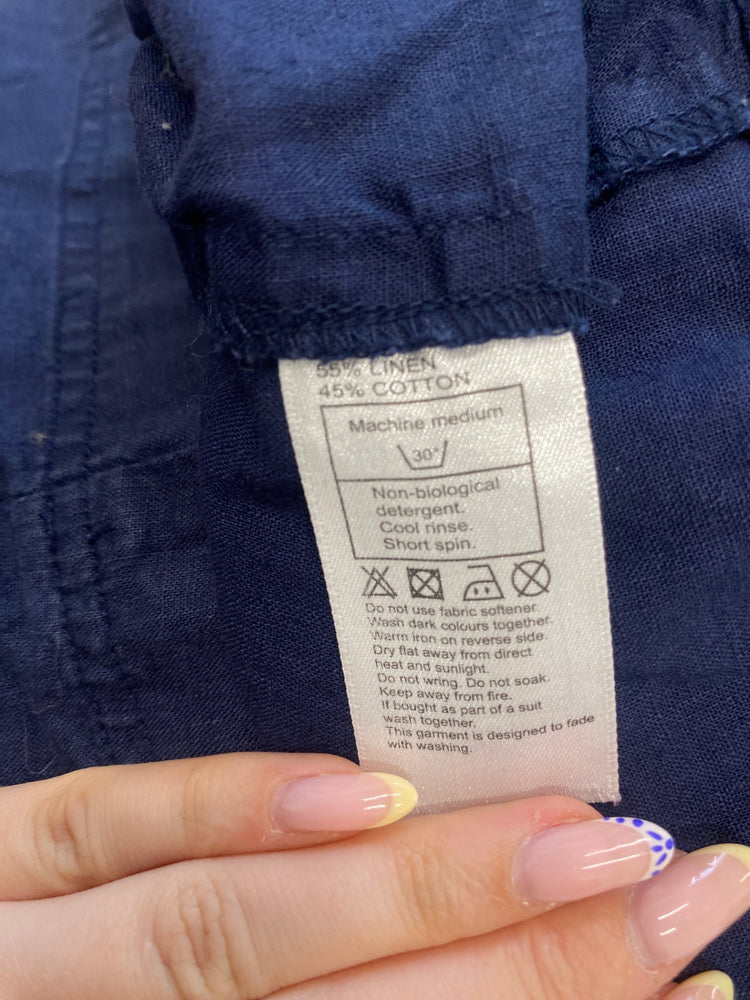 55% LINEN
45% COTTON
Machine medium
30°
Non-biological
detergent.
Cool rinse.
Short spin.
Do not use fabric softener.
Wash dark colours together.
Warm iron on reverse side.
Dry flat away from direct
heat and sunlight.
Do not wring. Do not soak.
Keep away from fire.
If bought as part of a suit
wash together.
This garment is designed to fade
with washing.